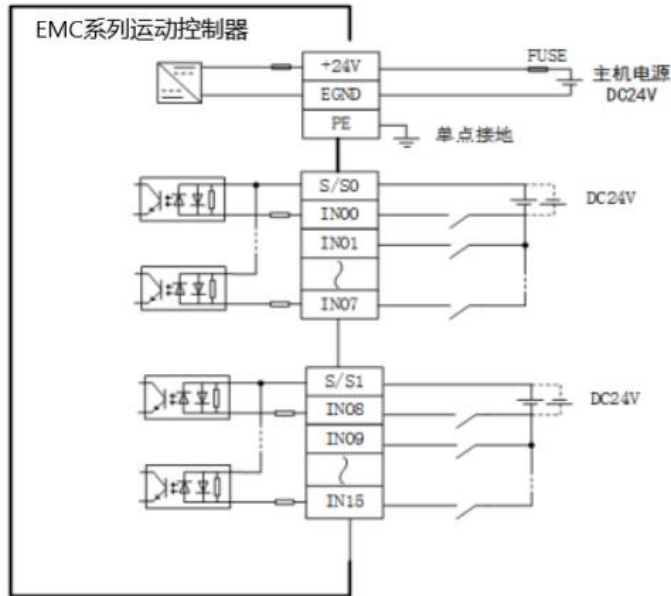 EMC系列运动控制器
+24V
FUSE
主机电源
DC24V
EGND
PE
单点接地
S/S0
DC24V
IN00
IN01
IN07
S/S1
DC24V
IN08
IN09
IN15